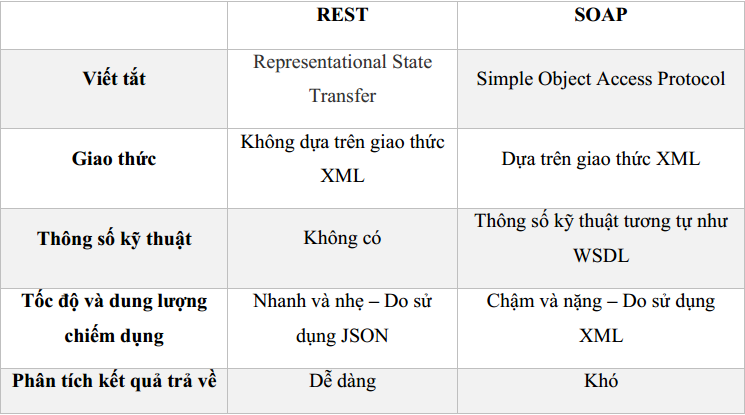 REST SOAP
Viết tắt Representational State Transfer Simple Object Access Protocol
Giao thức Không dựa trên giao thức XML Dựa trên giao thức XML
Thông số kỹ thuật Không có Thông số kỹ thuật tương tự như WSDL
Tốc độ và dung lượng chiếm dụng Nhanh và nhẹ – Do sử dụng JSON Chậm và nặng – Do sử dụng XML
Phân tích kết quả trả về Dễ dàng Khó